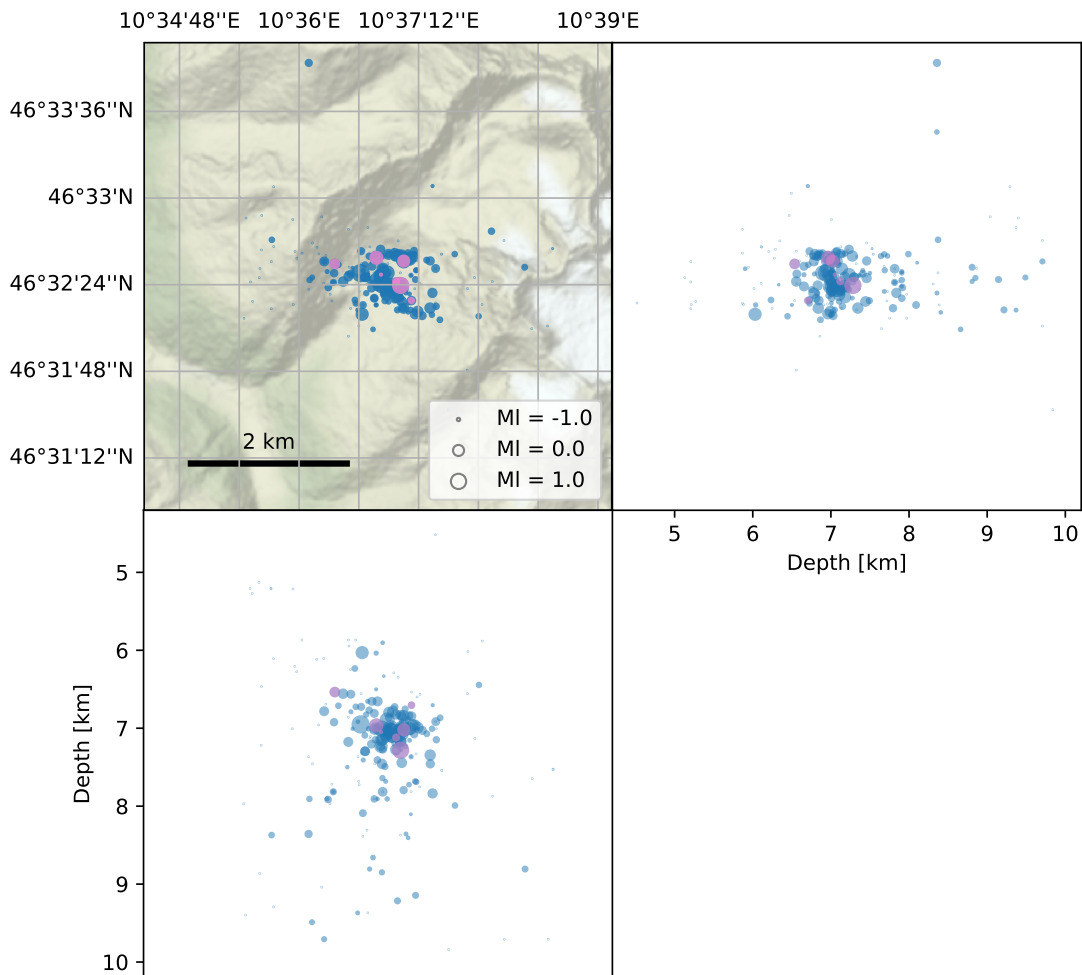 10°34'48''E 10°36'E 10°37'12''E 10°39'E
46°33'36''N
46°33'N
46°32'24''N
46°31'48''N
46°31'12''N
2 km
Ml = -1.0
Ml = 0.0
Ml = 1.0
5 6 7 8 9 10
Depth [km]
5
6
7
8
9
10
Depth [km]